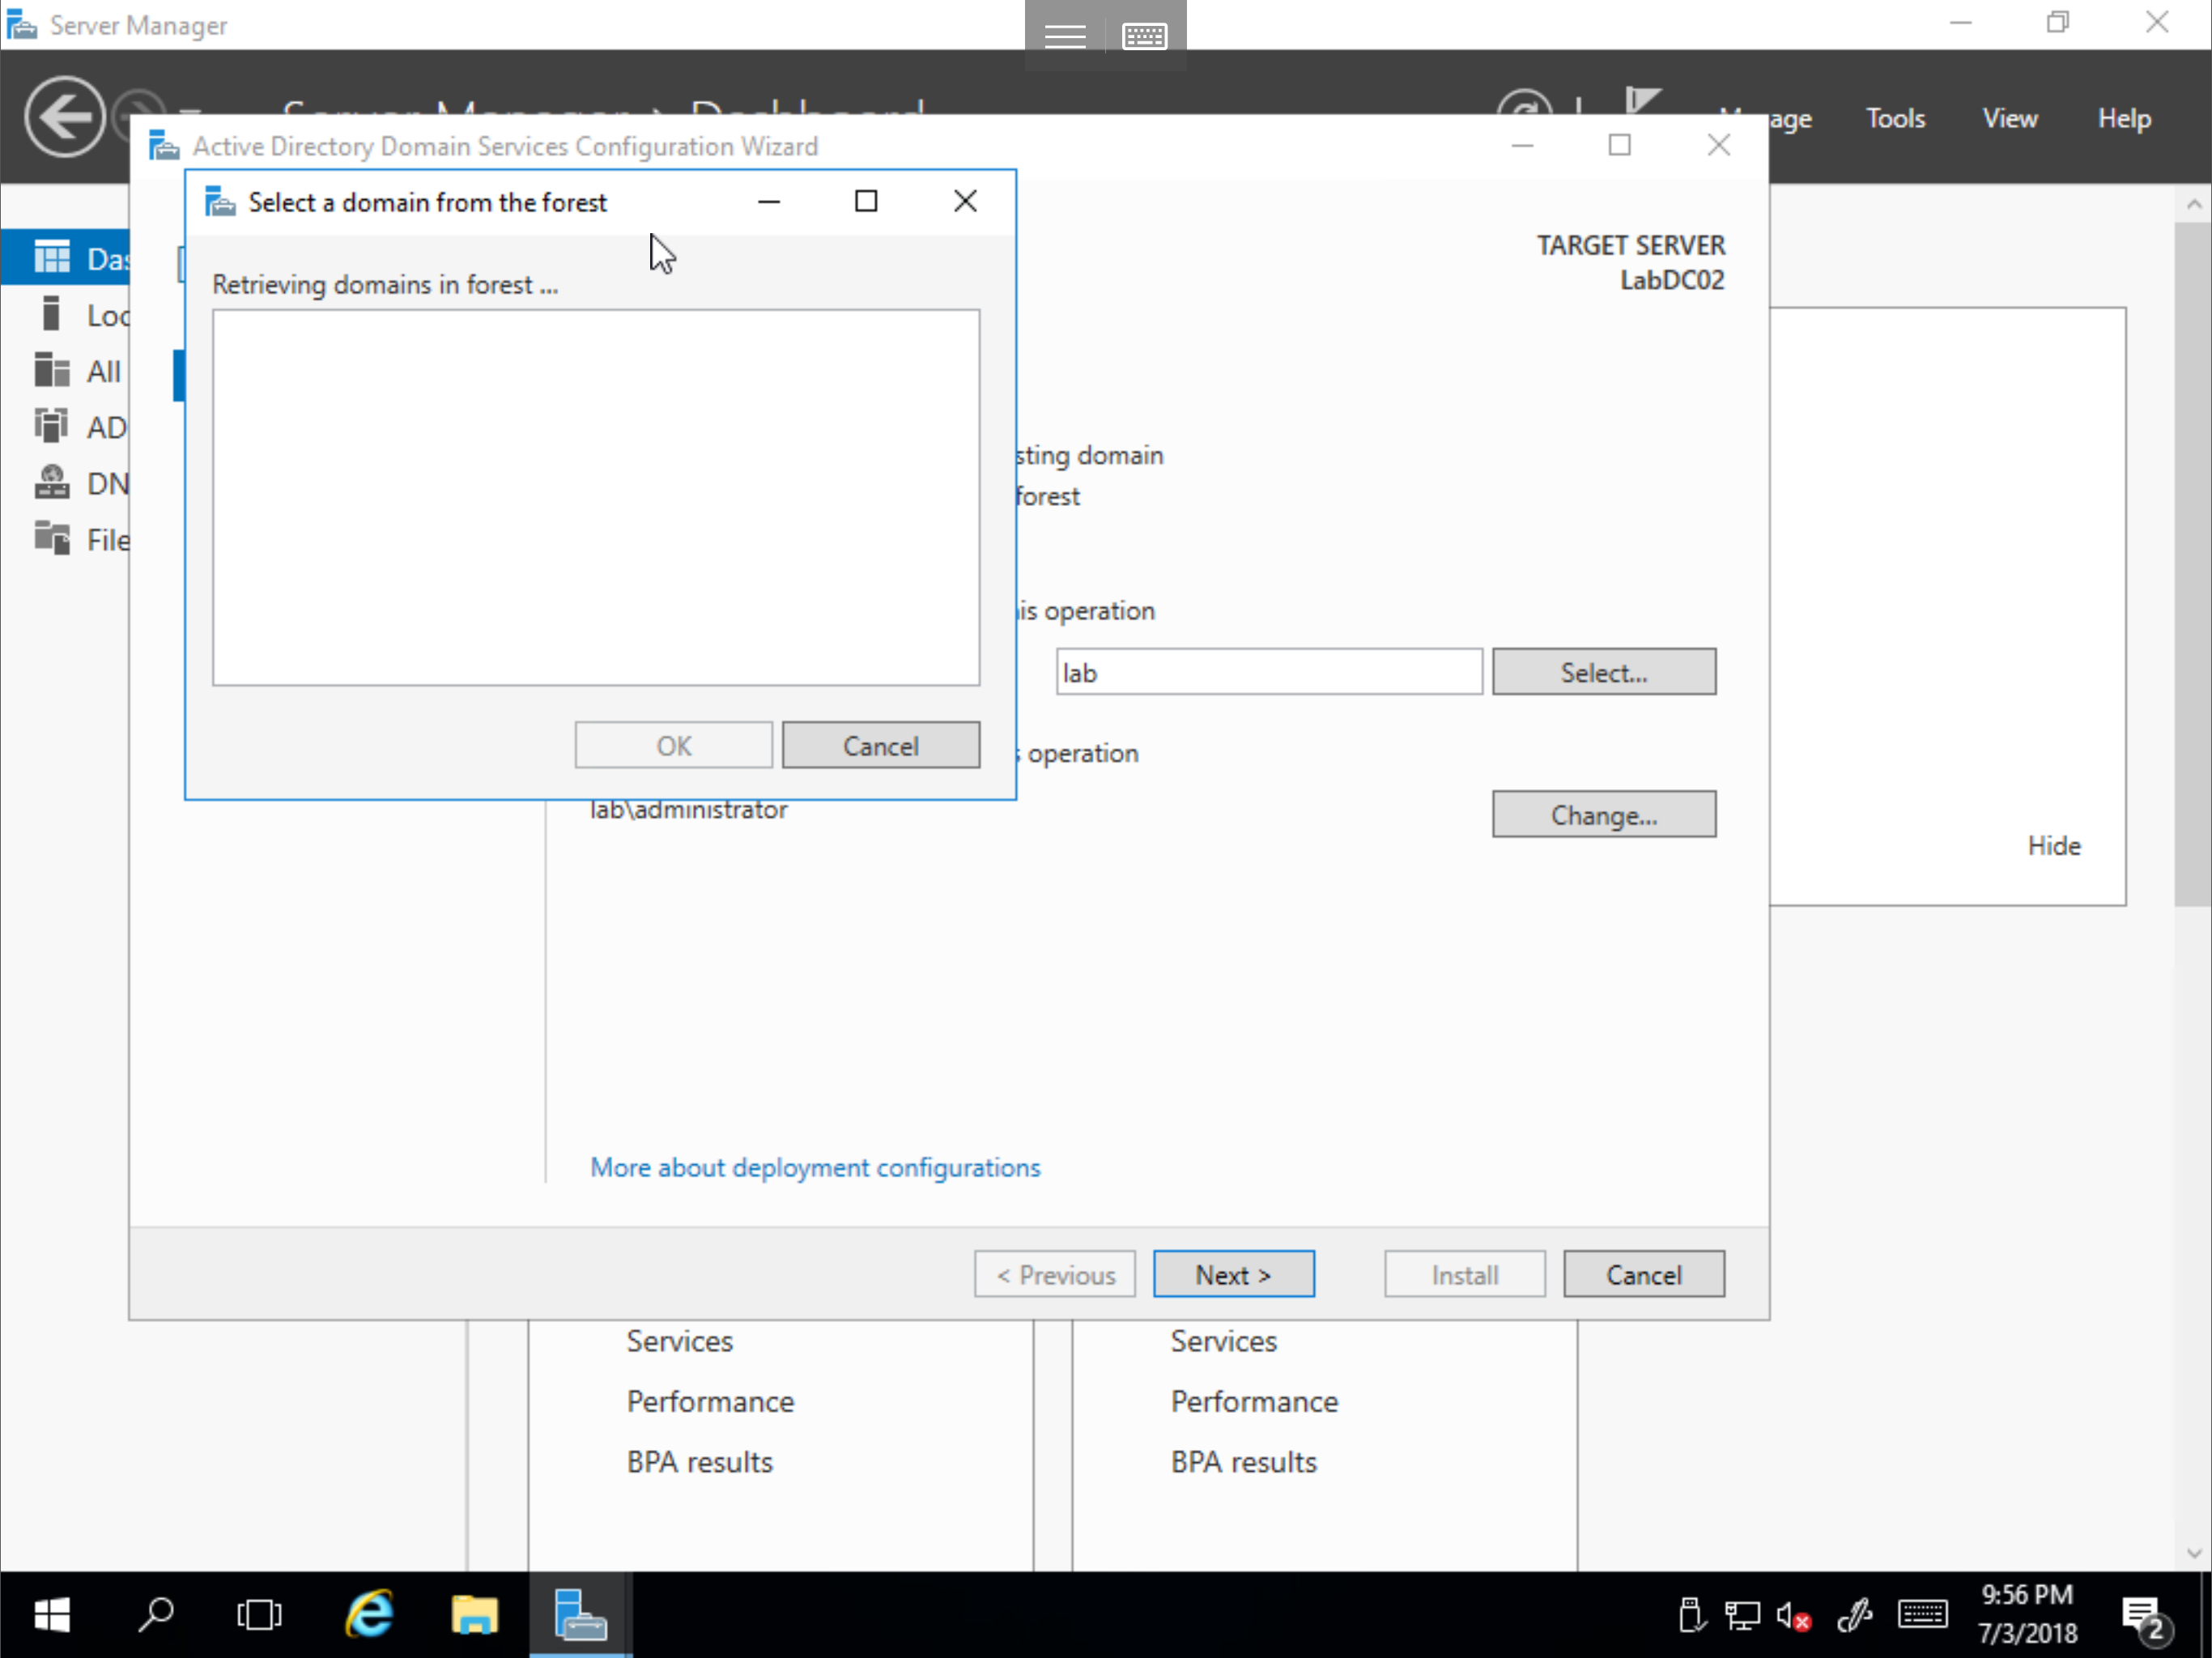 Server Manager
Server Manager › Dashboard
Manage Tools View Help
Active Directory Domain Services Configuration Wizard
Select a domain from the forest
TARGET SERVER
LabDC02
Retrieving domains in forest ...
Das
Loc
All
AD
DN
File
sting domain
forest
is operation
lab
Select...
OK
Cancel
operation
lab\administrator
Change...
Hide
More about deployment configurations
< Previous
Next >
Install
Cancel
Services
Services
Performance
Performance
BPA results
BPA results
9:56 PM
7/3/2018
2